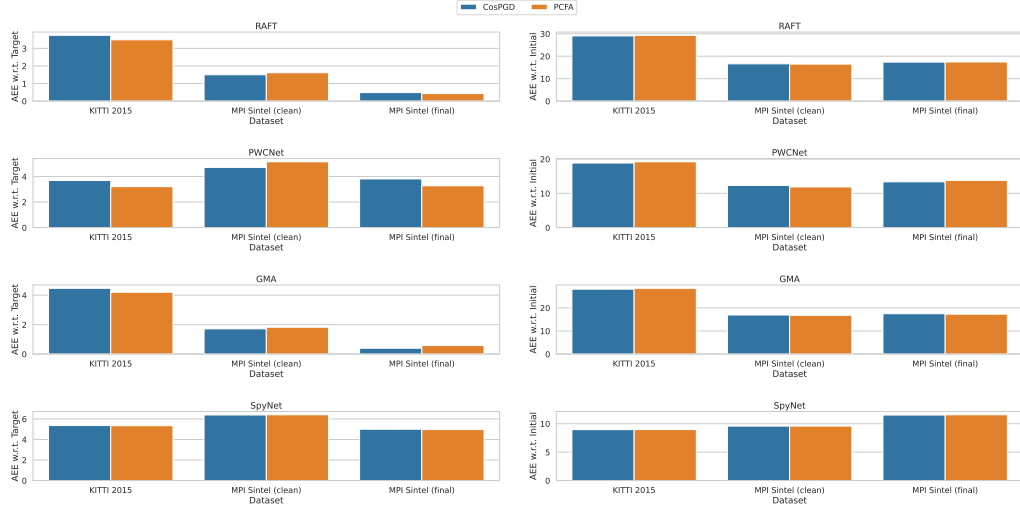 CosPGD PCFA
RAFT
AEE w.r.t. Target
3
2
1
0
KITTI 2015 MPI Sintel (clean) MPI Sintel (final)
Dataset
RAFT
AEE w.r.t. Initial
30
20
10
0
KITTI 2015 MPI Sintel (clean) MPI Sintel (final)
Dataset
PWCNet
AEE w.r.t. Target
4
2
0
KITTI 2015 MPI Sintel (clean) MPI Sintel (final)
Dataset
PWCNet
AEE w.r.t. Initial
20
10
0
KITTI 2015 MPI Sintel (clean) MPI Sintel (final)
Dataset
GMA
AEE w.r.t. Target
4
2
0
KITTI 2015 MPI Sintel (clean) MPI Sintel (final)
Dataset
GMA
AEE w.r.t. Initial
20
10
0
KITTI 2015 MPI Sintel (clean) MPI Sintel (final)
Dataset
SpyNet
AEE w.r.t. Target
6
4
2
0
KITTI 2015 MPI Sintel (clean) MPI Sintel (final)
Dataset
SpyNet
AEE w.r.t. Initial
10
5
0
KITTI 2015 MPI Sintel (clean) MPI Sintel (final)
Dataset